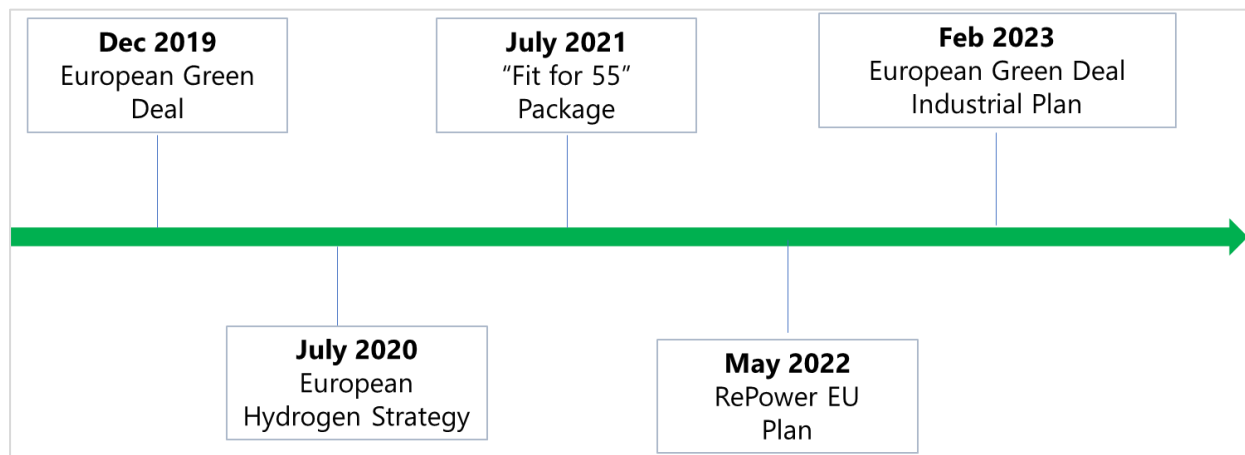 Dec 2019
European Green
Deal
July 2021
“Fit for 55”
Package
Feb 2023
European Green Deal
Industrial Plan
July 2020
European
Hydrogen Strategy
May 2022
RePower EU
Plan